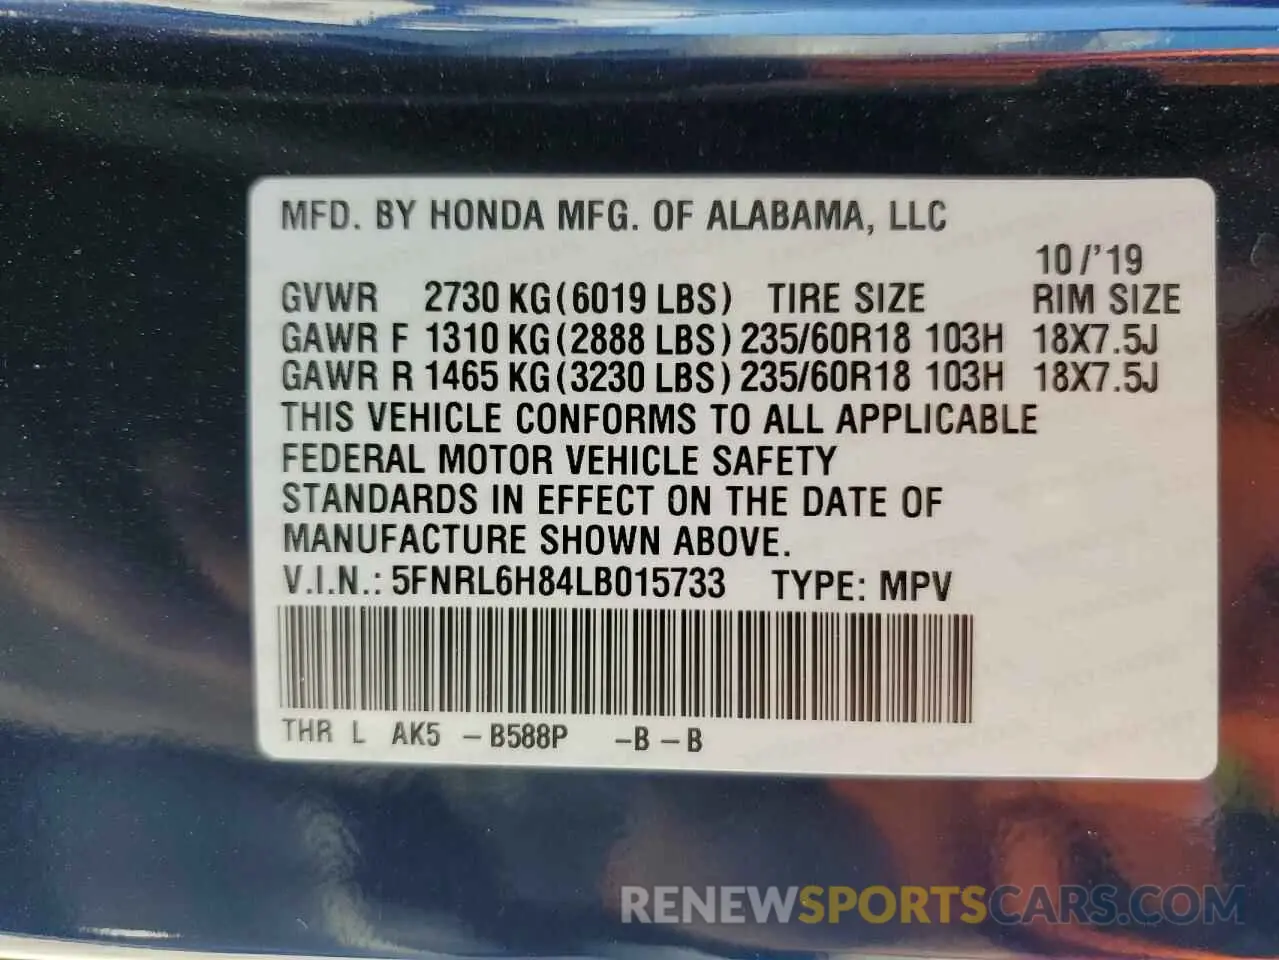 MFD. BY HONDA MFG. OF ALABAMA, LLC
10/'19
GVWR 2730 KG(6019 LBS) TIRE SIZE RIM SIZE
GAWR F 1310 KG(2888 LBS) 235/60R18 103H 18X7.5J
GAWR R 1465 KG(3230 LBS) 235/60R18 103H 18X7.5J
THIS VEHICLE CONFORMS TO ALL APPLICABLE
FEDERAL MOTOR VEHICLE SAFETY
STANDARDS IN EFFECT ON THE DATE OF
MANUFACTURE SHOWN ABOVE.
V.I.N.: 5FNRL6H84LB015733 TYPE: MPV
THR L AK5 -B588P -B-B
RENEWSPORTSCARS.COM